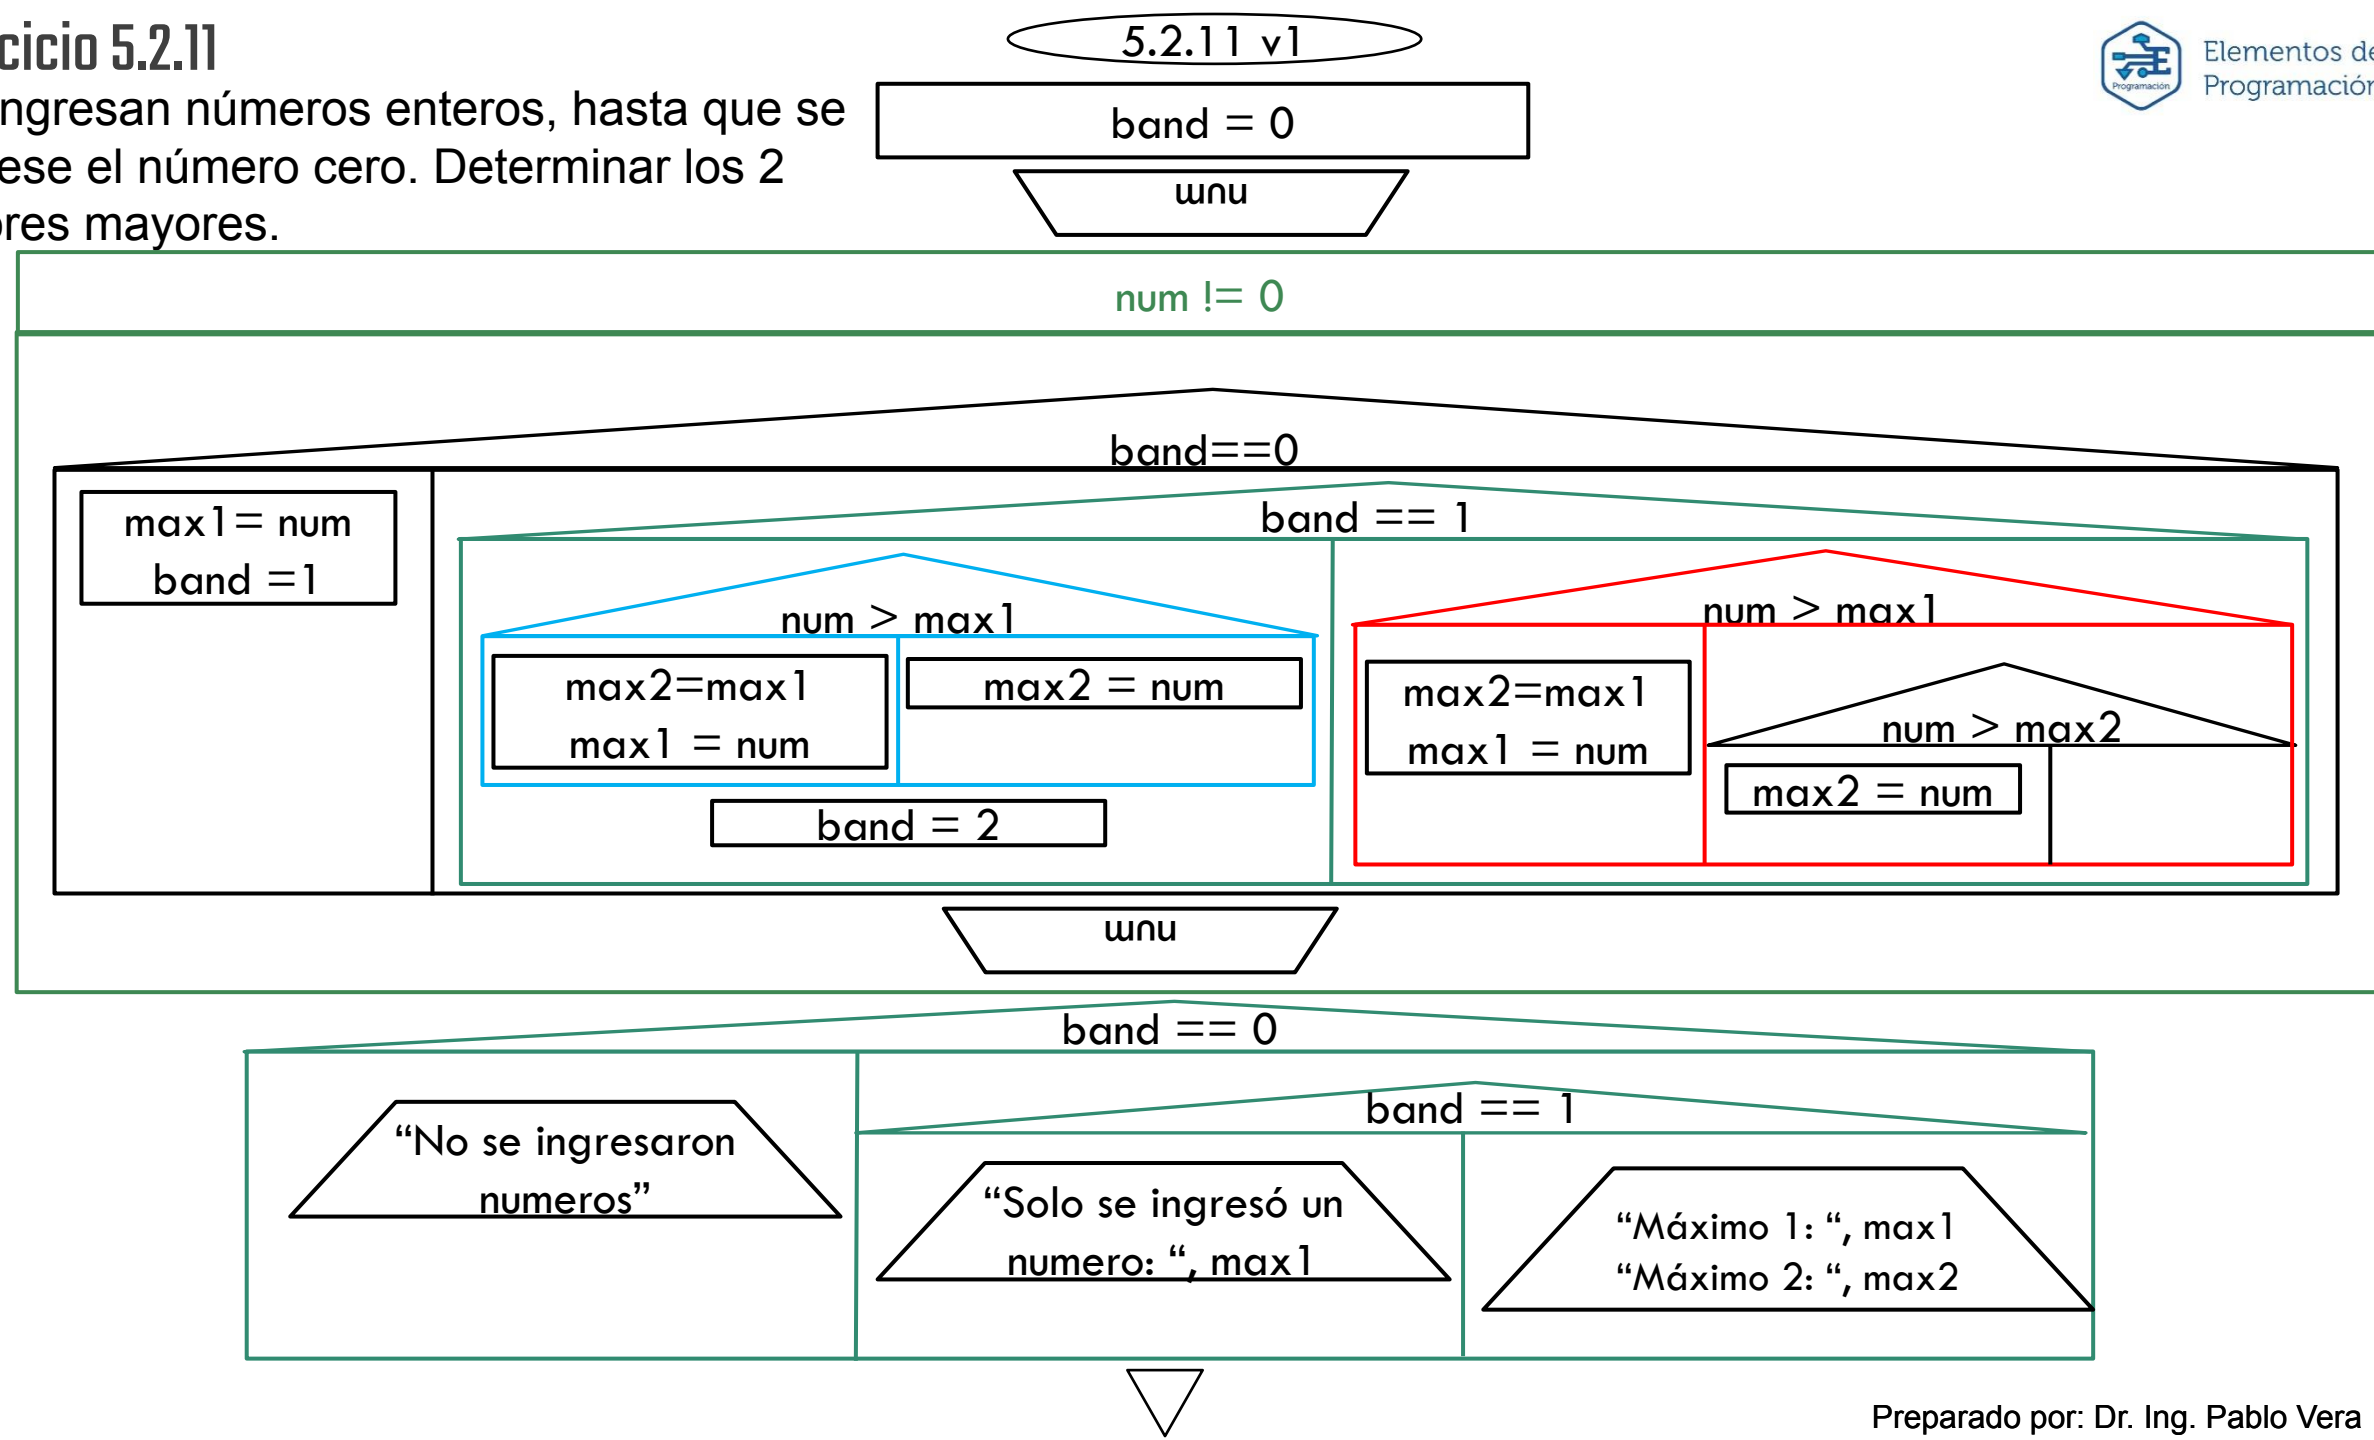 cicio 5.2.11
ngresan números enteros, hasta que se
ese el número cero. Determinar los 2
ores mayores.
5.2.11 v1
band = 0
num
Elementos de
Programación
Programación
num != 0
band==0
max1= num
band =1
band == 1
num > max1
max2=max1
max1 = num
max2 = num
band = 2
num > max1
max2=max1
max1 = num
num > max2
max2 = num
num
band == 0
“No se ingresaron
numeros”
band == 1
“Solo se ingresó un
numero: “, max1
“Máximo 1: “, max1
“Máximo 2: “, max2
Preparado por: Dr. Ing. Pablo Vera